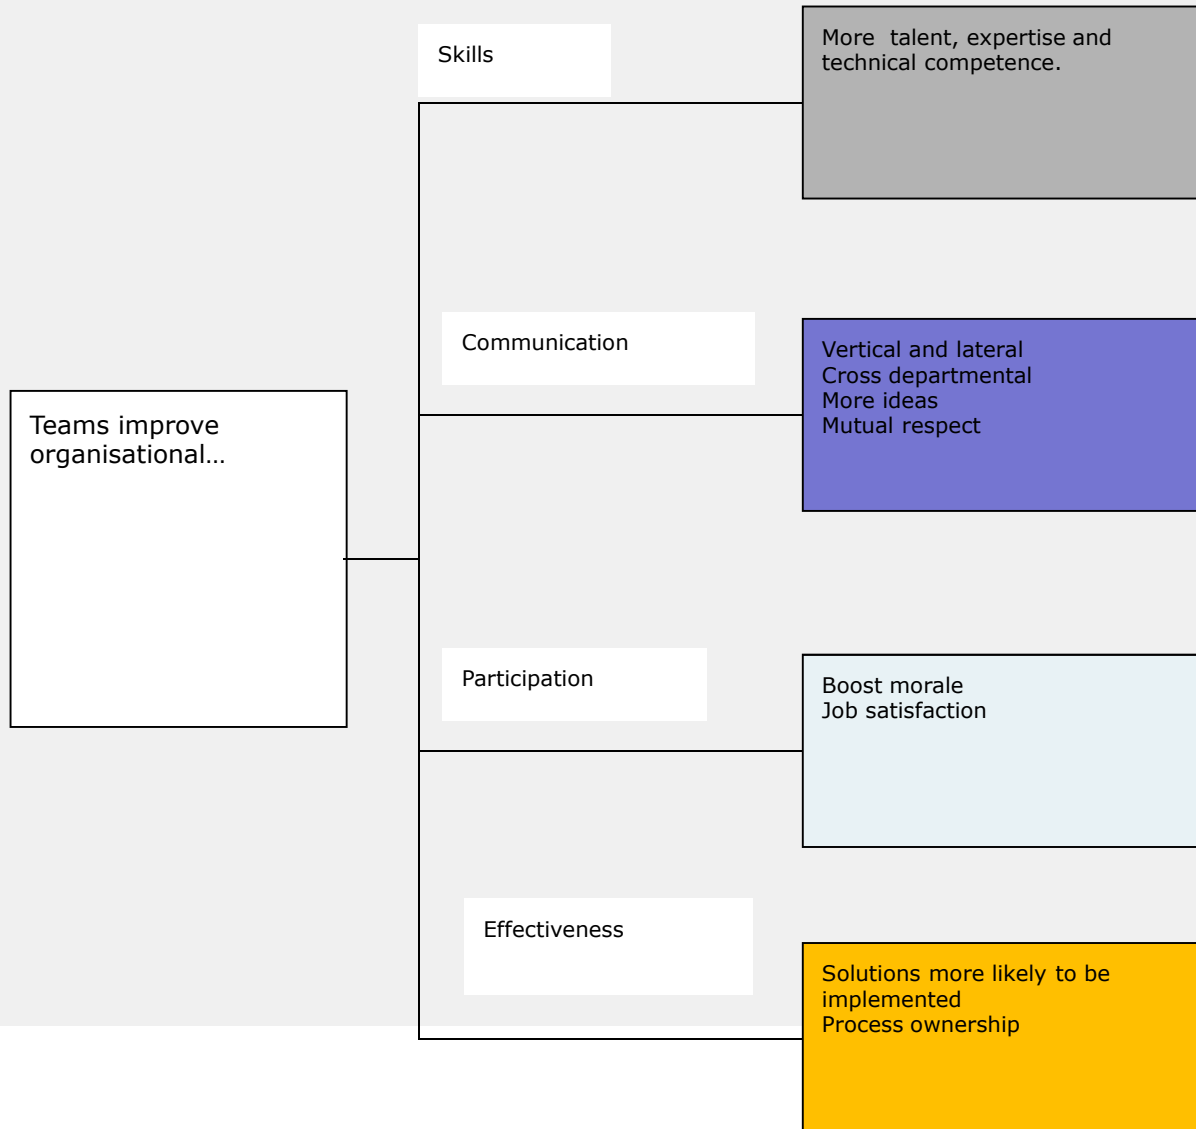 Skills
More  talent, expertise and
technical competence.
Communication
Vertical and lateral
Cross departmental
More ideas
Mutual respect
Teams improve
organisational…
Participation
Boost morale
Job satisfaction
Effectiveness
Solutions more likely to be
implemented
Process ownership